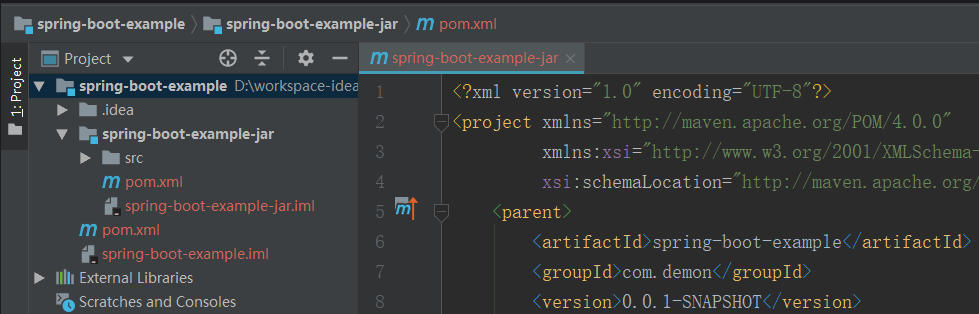 spring-boot-example spring-boot-example-jar pom.xml
1: Project
Project
spring-boot-example D:\workspace-idea
.idea
spring-boot-example-jar
src
pom.xml
spring-boot-example-jar.iml
pom.xml
spring-boot-example.iml
External Libraries
Scratches and Consoles
spring-boot-example-jar
1 <?xml version="1.0" encoding="UTF-8"?>
2 <project xmlns="http://maven.apache.org/POM/4.0.0"
3 xmlns:xsi="http://www.w3.org/2001/XMLSchema-
4 xsi:schemaLocation="http://maven.apache.org/
5 <parent>
6 <artifactId>spring-boot-example</artifactId>
7 <groupId>com.demon</groupId>
8 <version>0.0.1-SNAPSHOT</version>